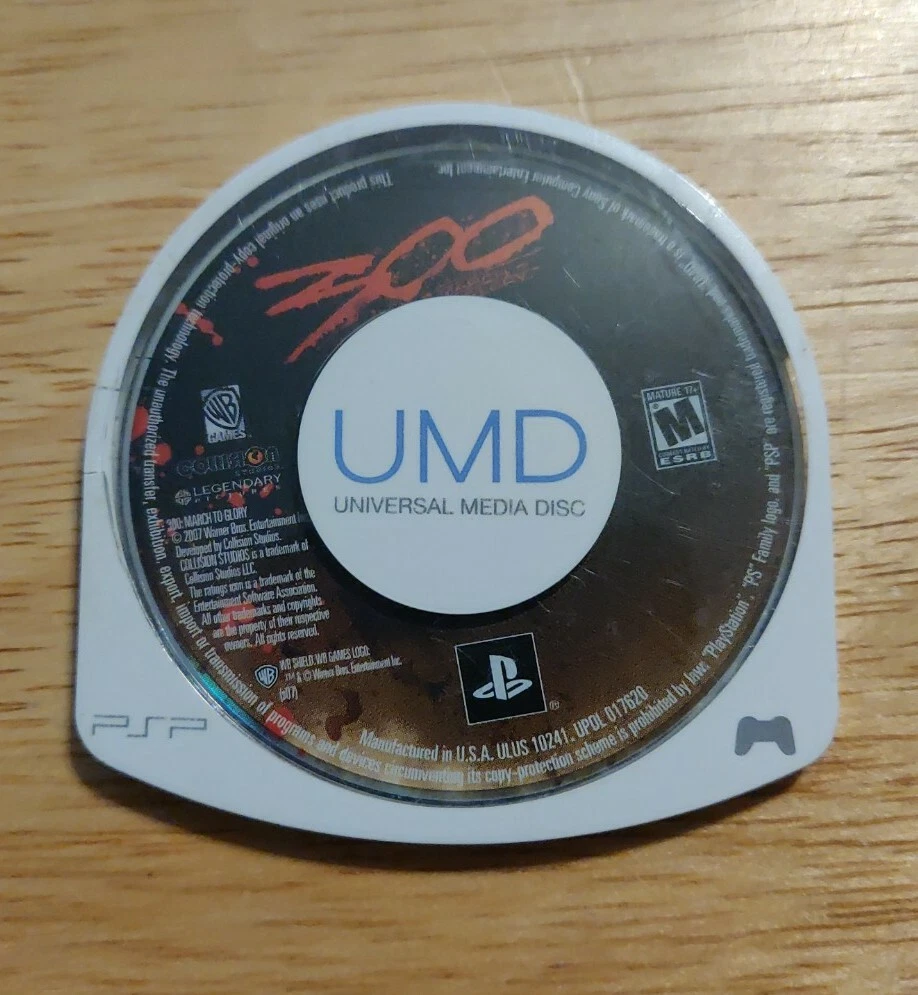 This product uses an original copy protection technology. The unauthorized transfer, exhibition, export, import or transmission of programs and devices circumventing its copy-protection scheme is prohibited by law. "PlayStation", "PS" Family logo, and "PSP" are registered trademarks
is a trademark of Sony Computer Entertainment Inc.
300
WB
GAMES
MATURE 17+
M
ESRB
UMD
UNIVERSAL MEDIA DISC
COLLISION
STUDIOS
LEGENDARY
PICTURES
300: MARCH TO GLORY
© 2007 Warner Bros. Entertainment Inc
Developed by Collision Studios.
COLLISION STUDIOS is a trademark of
Collision Studios LLC.
The ratings icon is a trademark of the
Entertainment Software Association.
All other trademarks and copyrights
are the property of their respective
owners. All rights reserved.
WB
WB SHIELD, WB GAMES LOGO:
™ & © Warner Bros. Entertainment Inc.
(s07)
®
Manufactured in U.S.A. ULUS 10241. UPDL 017620
PSP